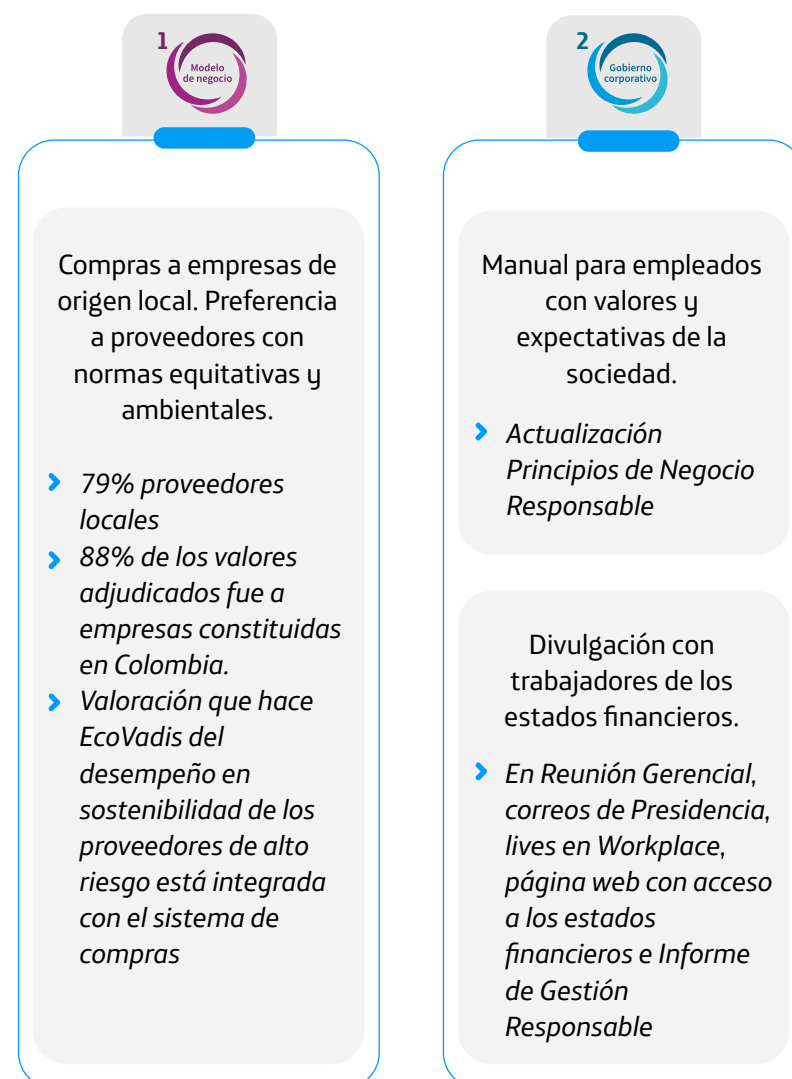 1
Modelo
de negocio
Compras a empresas de
origen local. Preferencia
a proveedores con
normas equitativas y
ambientales.
79% proveedores
locales
88% de los valores
adjudicados fue a
empresas constituidas
en Colombia.
Valoración que hace
EcoVadis del
desempeño en
sostenibilidad de los
proveedores de alto
riesgo está integrada
con el sistema de
compras
2
Gobierno
corporativo
Manual para empleados
con valores y
expectativas de la
sociedad.
Actualización
Principios de Negocio
Responsable
Divulgación con
trabajadores de los
estados financieros.
En Reunión Gerencial,
correos de Presidencia,
lives en Workplace,
página web con acceso
a los estados
financieros e Informe
de Gestión
Responsable